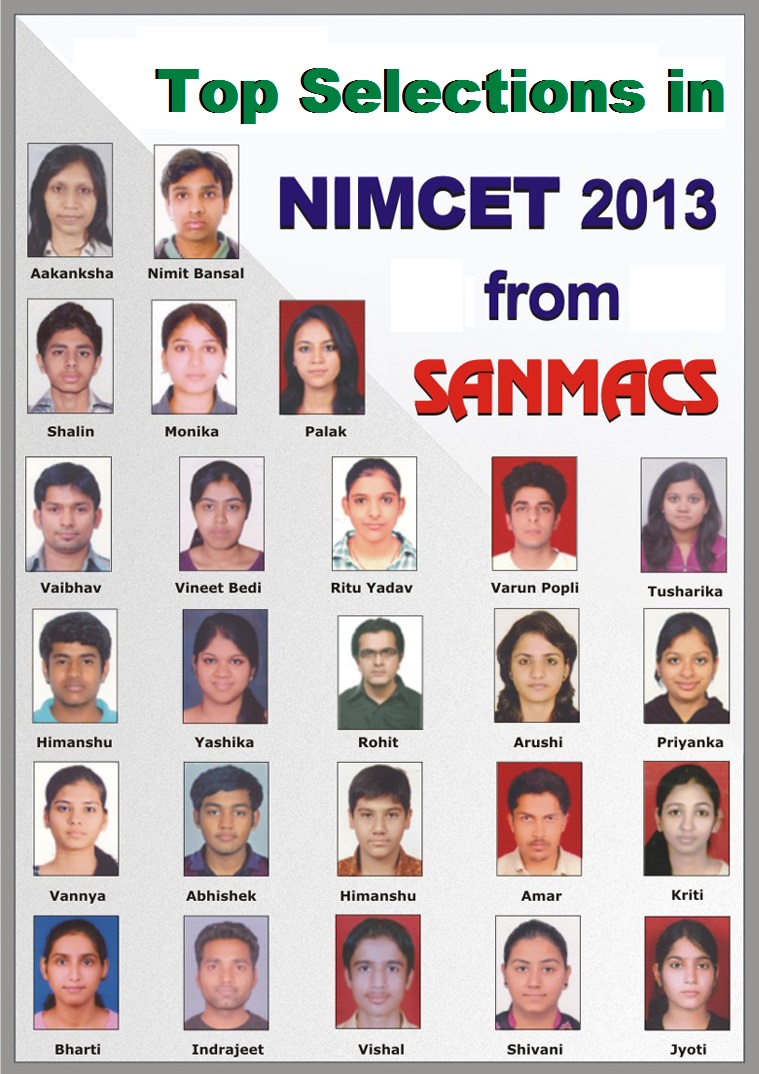 Top Selections in
NIMCET 2013
from
SANMACS
Aakanksha Nimit Bansal
Shalin Monika Palak
Vaibhav Vineet Bedi Ritu Yadav Varun Popli Tusharika
Himanshu Yashika Rohit Arushi Priyanka
Vannya Abhishek Himanshu Amar Kriti
Bharti Indrajeet Vishal Shivani Jyoti